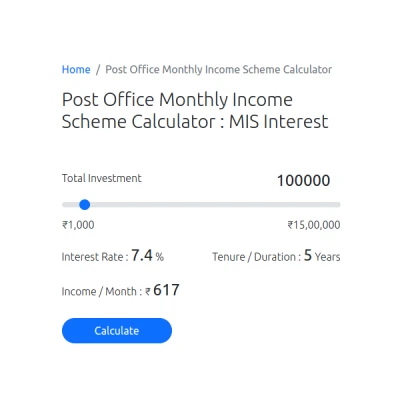 Home / Post Office Monthly Income Scheme Calculator
Post Office Monthly Income
Scheme Calculator : MIS Interest
Total Investment 100000
₹1,000 ₹15,00,000
Interest Rate : 7.4 % Tenure / Duration : 5 Years
Income / Month : ₹ 617
Calculate